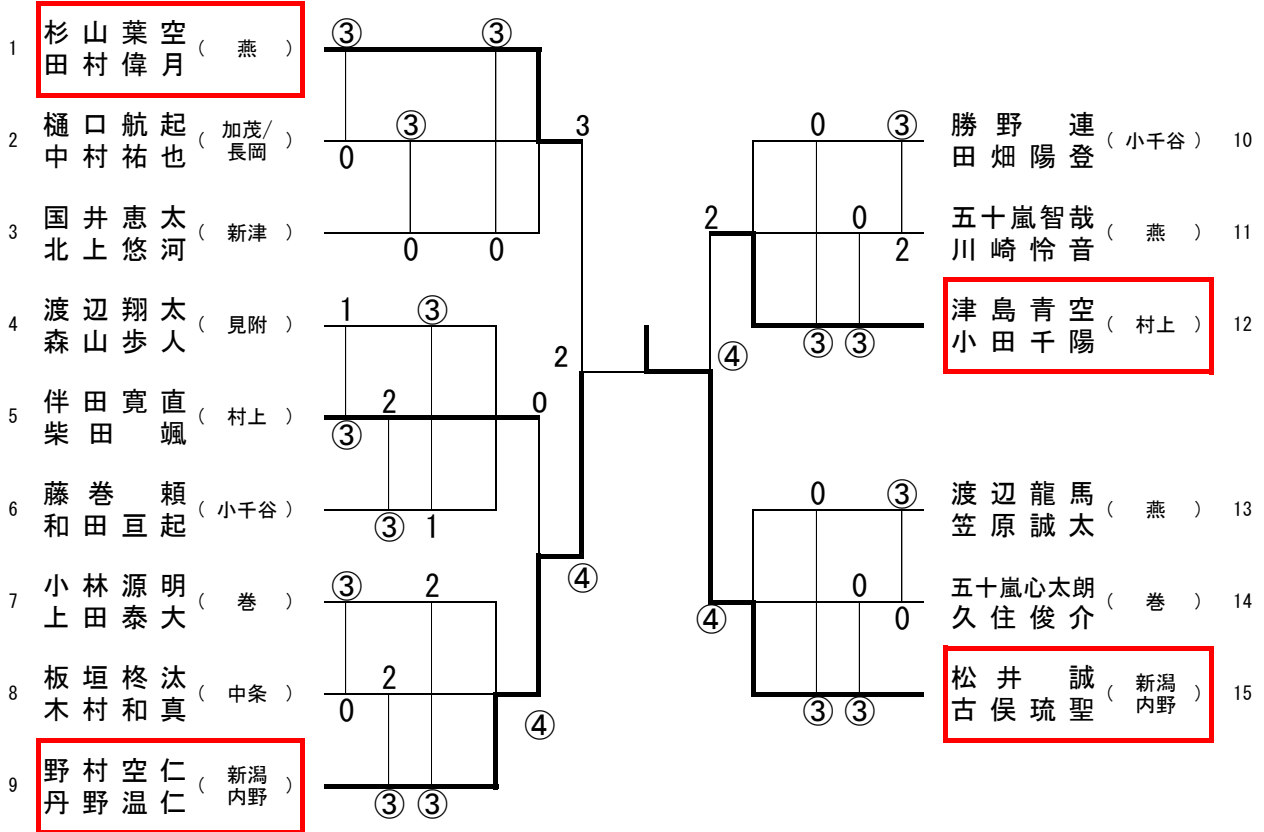 1 杉山葉空 田村偉月 （ 燕 ） ③ ③
2 樋口航起 中村祐也 （ 加茂/長岡 ） ③ 0 3
3 国井恵太 北上悠河 （ 新津 ） 0 0
4 渡辺翔太 森山歩人 （ 見附 ） 1 ③
2
5 伴田寛直 柴田颯 （ 村上 ） ③ 2 0
6 藤巻頼 和田亘起 （ 小千谷 ） ③ 1
④
7 小林源明 上田泰大 （ 巻 ） ③ 2
8 板垣柊汰 木村和真 （ 中条 ） 0 2
④
9 野村空仁 丹野温仁 （ 新潟内野 ） ③ ③
0 ③ 勝野連 田畑陽登 （ 小千谷 ） 10
2 0 2 五十嵐智哉 川崎怜音 （ 燕 ） 11
③ ③ 津島青空 小田千陽 （ 村上 ） 12
④
0 ③ 渡辺龍馬 笠原誠太 （ 燕 ） 13
④ 0 0 五十嵐心太朗 久住俊介 （ 巻 ） 14
③ ③ 松井誠 古俣琉聖 （ 新潟内野 ） 15